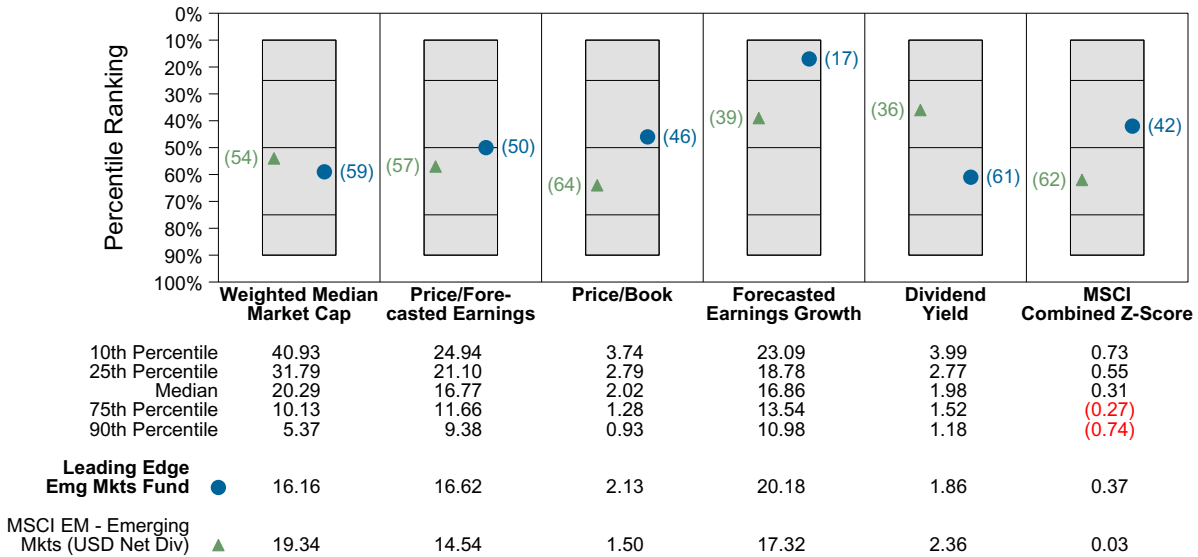 Percentile Ranking
0%
10%
20%
30%
40%
50%
60%
70%
80%
90%
100%
(54) (59) (57) (50) (64) (46) (39) (17) (36) (61) (62) (42)
Weighted Median Price/Fore- Price/Book Forecasted Dividend MSCI
Market Cap casted Earnings Earnings Growth Yield Combined Z-Score
10th Percentile 40.93 24.94 3.74 23.09 3.99 0.73
25th Percentile 31.79 21.10 2.79 18.78 2.77 0.55
Median 20.29 16.77 2.02 16.86 1.98 0.31
75th Percentile 10.13 11.66 1.28 13.54 1.52 (0.27)
90th Percentile 5.37 9.38 0.93 10.98 1.18 (0.74)
Leading Edge
Emg Mkts Fund 16.16 16.62 2.13 20.18 1.86 0.37
MSCI EM - Emerging
Mkts (USD Net Div) 19.34 14.54 1.50 17.32 2.36 0.03